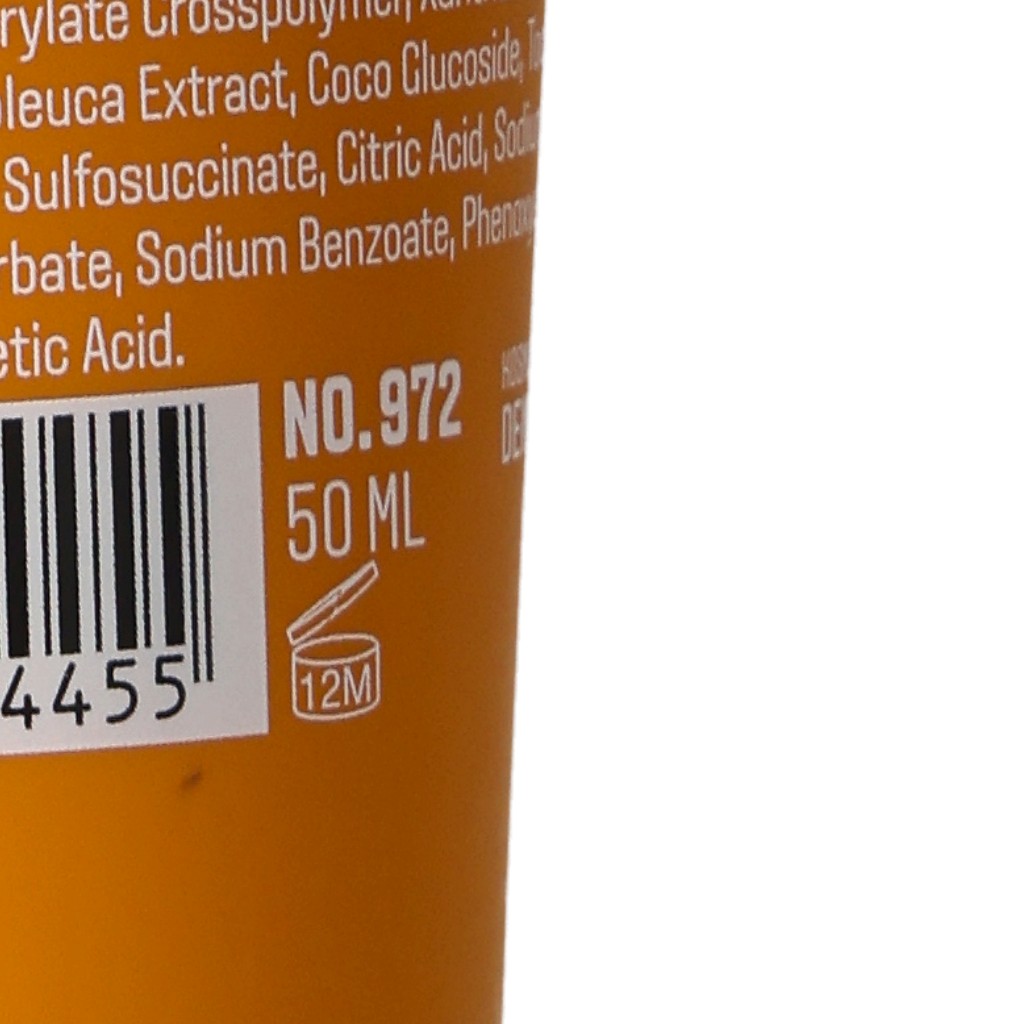 rylate Crosspolymer,
oleuca Extract, Coco Glucoside,
Sulfosuccinate, Citric Acid,
rbate, Sodium Benzoate,
etic Acid.
NO. 972
50 ML
12M
4455